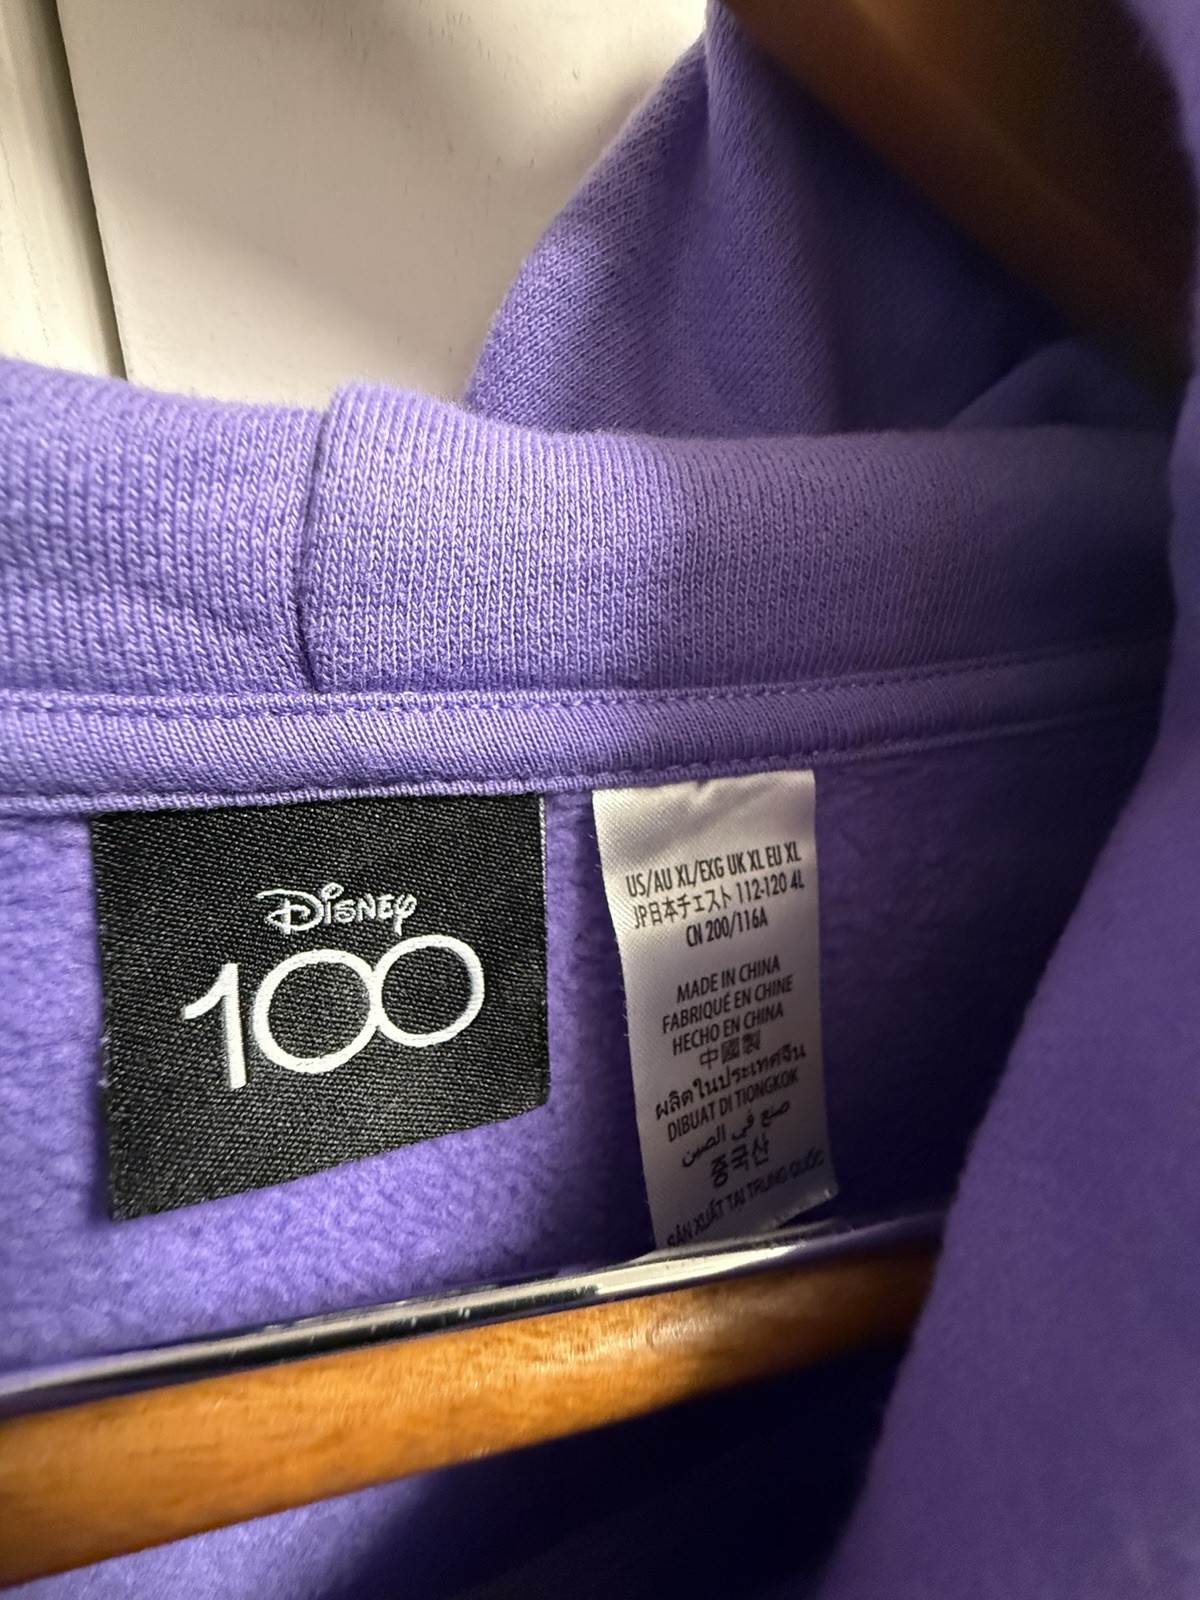 Disney
100
US/AU XL/EXG UK XL EU XL
JP日本チェスト 112-120 4L
CN 200/116A
MADE IN CHINA
FABRIQUÉ EN CHINE
HECHO EN CHINA
中國製
ผลิตในประเทศจีน
DIBUAT DI TIONGKOK
صنع في الصين
중국산
SẢN XUẤT TẠI TRUNG QUỐC